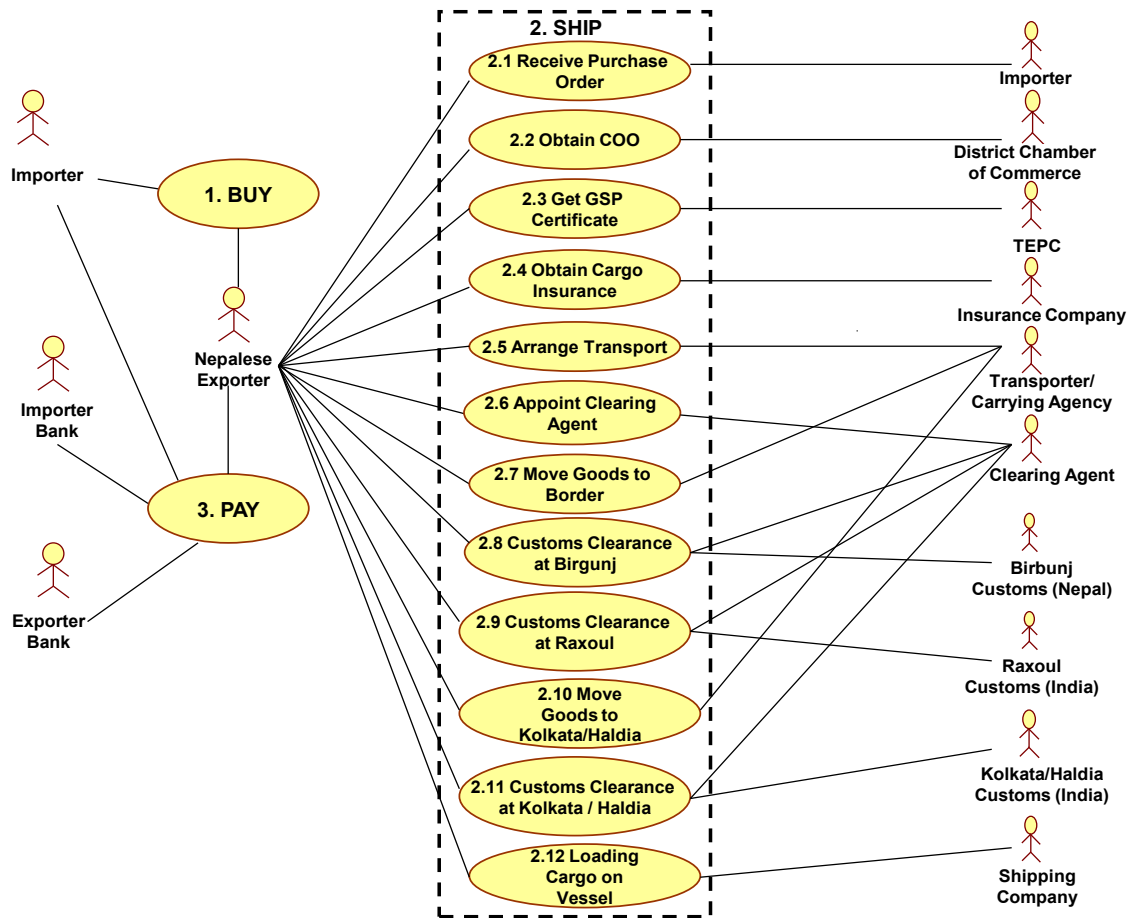 Importer
1. BUY
Nepalese
Exporter
Importer
Bank
3. PAY
Exporter
Bank
2. SHIP
2.1 Receive Purchase
Order
2.2 Obtain COO
2.3 Get GSP
Certificate
2.4 Obtain Cargo
Insurance
2.5 Arrange Transport
2.6 Appoint Clearing
Agent
2.7 Move Goods to
Border
2.8 Customs Clearance
at Birgunj
2.9 Customs Clearance
at Raxoul
2.10 Move
Goods to
Kolkata/Haldia
2.11 Customs Clearance
at Kolkata / Haldia
2.12 Loading
Cargo on
Vessel
Importer
District Chamber
of Commerce
TEPC
Insurance Company
Transporter/
Carrying Agency
Clearing Agent
Birbunj
Customs (Nepal)
Raxoul
Customs (India)
Kolkata/Haldia
Customs (India)
Shipping
Company